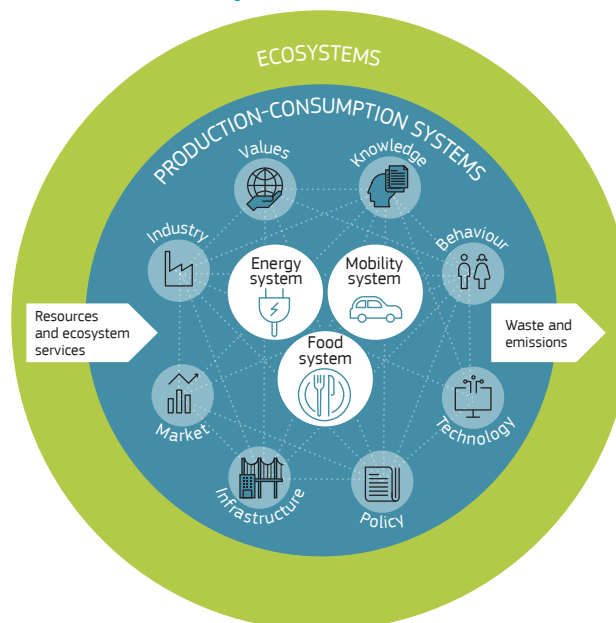 ECOSYSTEMS
PRODUCTION-CONSUMPTION SYSTEMS
Values
Knowledge
Industry
Behaviour
Energy
system
Mobility
system
Resources
and ecosystem
services
Waste and
emissions
Food
system
Market
Technology
Infrastructure
Policy